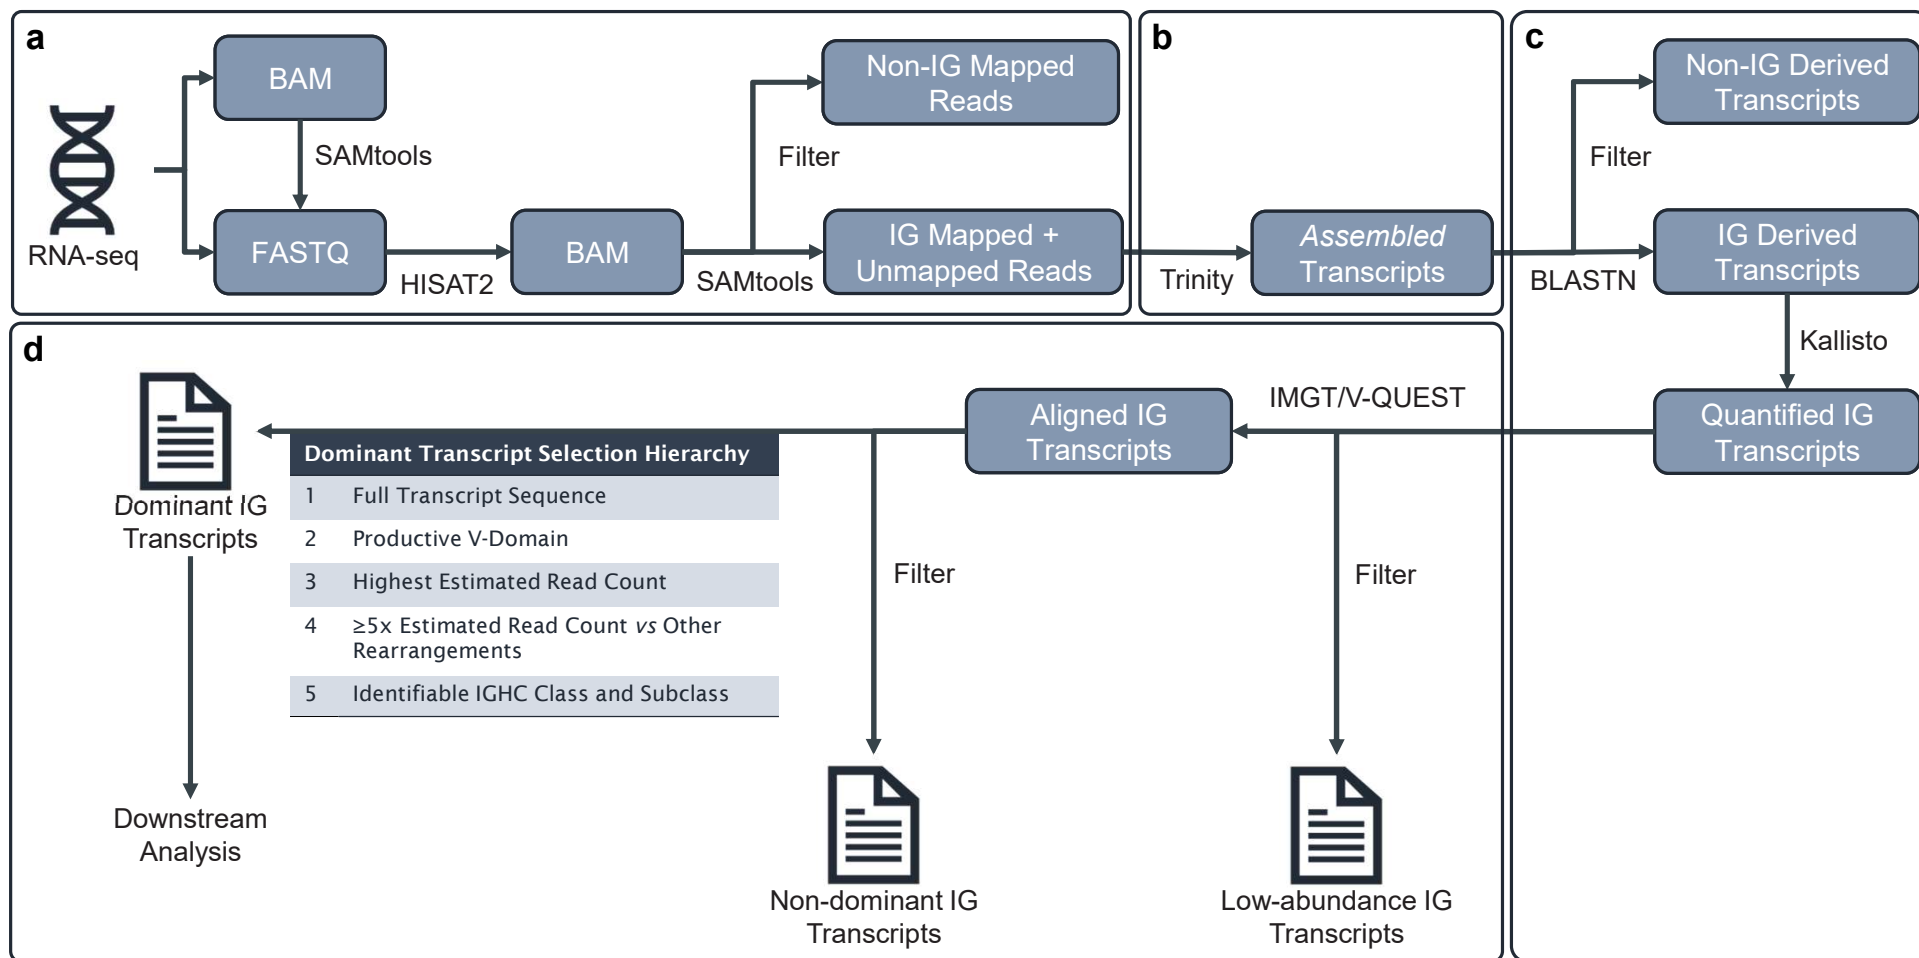 a
BAM
SAMtools
RNA-seq
FASTQ
HISAT2
BAM
SAMtools
Filter
Non-IG Mapped
Reads
IG Mapped +
Unmapped Reads
b
Trinity
Assembled
Transcripts
c
Non-IG Derived
Transcripts
Filter
BLASTN
IG Derived
Transcripts
Kallisto
Quantified IG
Transcripts
d
IMGT/V-QUEST
Aligned IG
Transcripts
Filter
Low-abundance IG
Transcripts
Filter
Non-dominant IG
Transcripts
Dominant Transcript Selection Hierarchy
1 Full Transcript Sequence
2 Productive V-Domain
3 Highest Estimated Read Count
4 ≥5x Estimated Read Count vs Other
Rearrangements
5 Identifiable IGHC Class and Subclass
Dominant IG
Transcripts
Downstream
Analysis